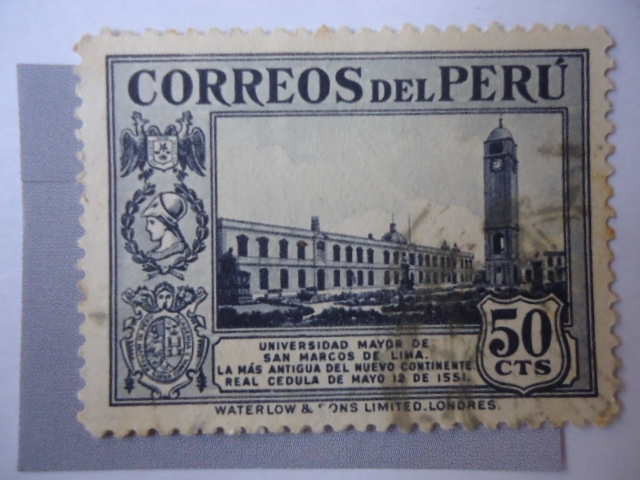 CORREOS DEL PERÚ
UNIVERSIDAD MAYOR DE
SAN MARCOS DE LIMA.
LA MÁS ANTIGUA DEL NUEVO CONTINENTE.
REAL CEDULA DE MAYO 12 DE 1551.
50
CTS
WATERLOW & SONS LIMITED. LONDRES.